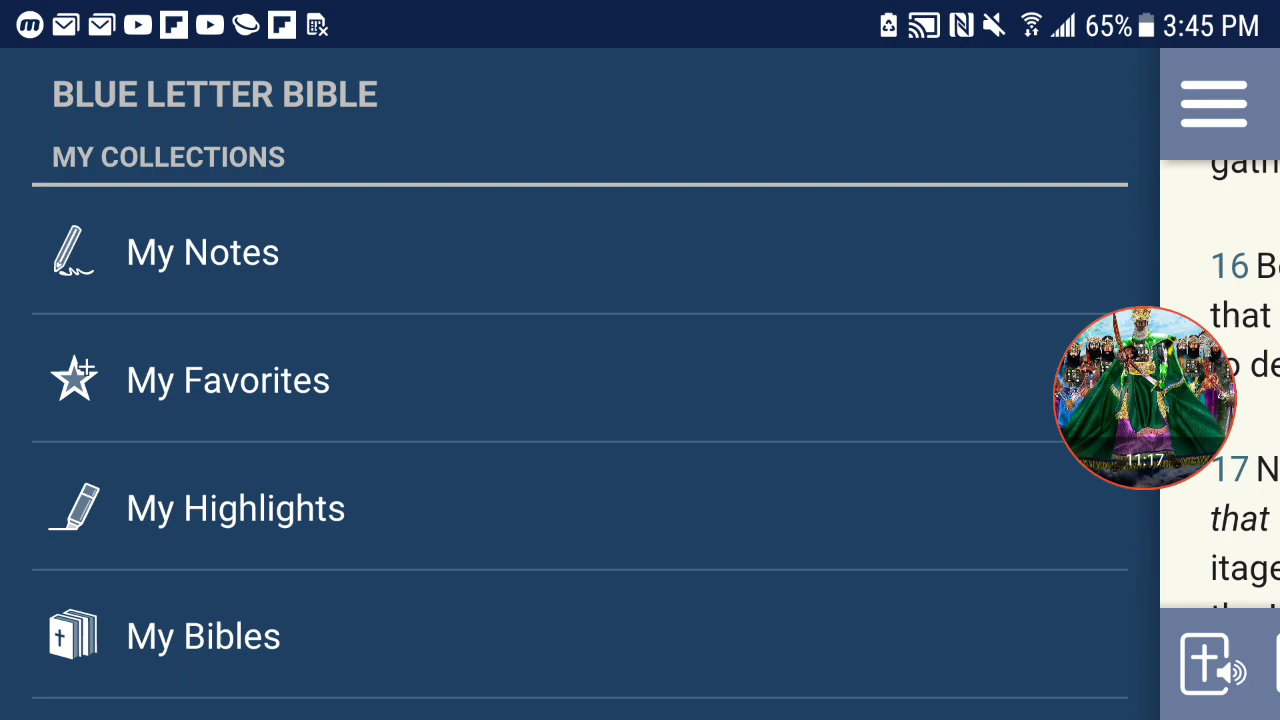 65% 3:45 PM
BLUE LETTER BIBLE
MY COLLECTIONS
My Notes
My Favorites
My Highlights
My Bibles
16
that
17 N
that
itage
11:17